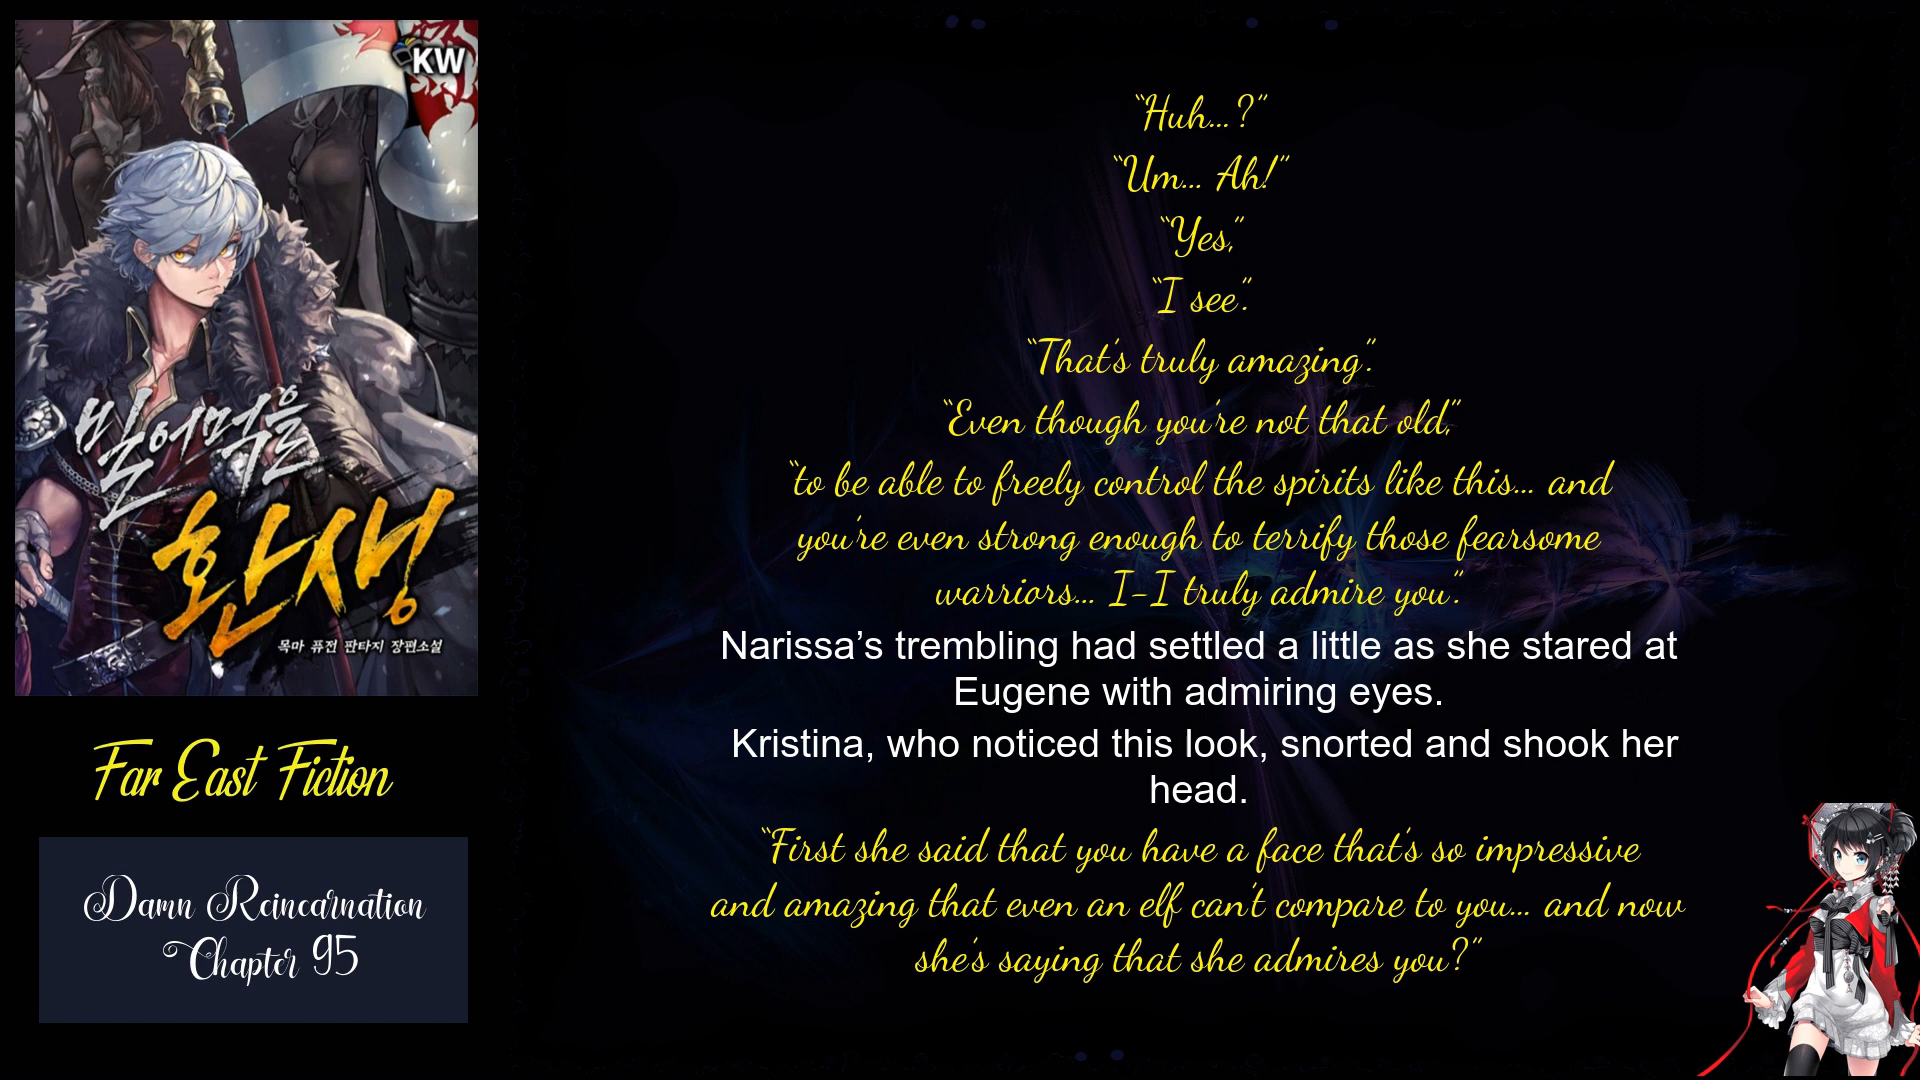 KW
빌어먹을
환생
목마 퓨전 판타지 장편소설
Far East Fiction
Damn Reincarnation
Chapter 95
“Huh…?”
“Um… Ah!”
“Yes,”
“I see”.
“That’s truly amazing”.
“Even though you’re not that old,”
“to be able to freely control the spirits like this… and
you’re even strong enough to terrify those fearsome
warriors… I-I truly admire you”.
Narissa’s trembling had settled a little as she stared at
Eugene with admiring eyes.
Kristina, who noticed this look, snorted and shook her
head.
“First she said that you have a face that’s so impressive
and amazing that even an elf can’t compare to you… and now
she’s saying that she admires you?”